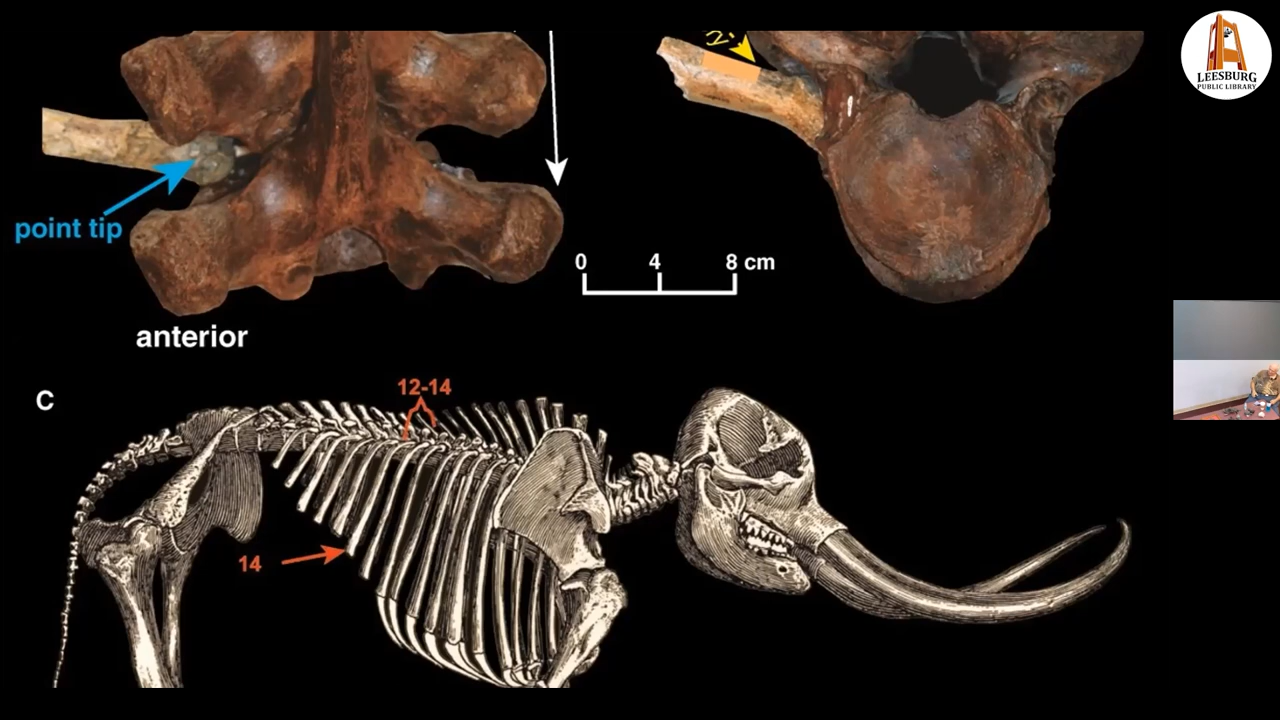 LEESBURG
PUBLIC LIBRARY
point tip
0 4 8 cm
anterior
C
12-14
14